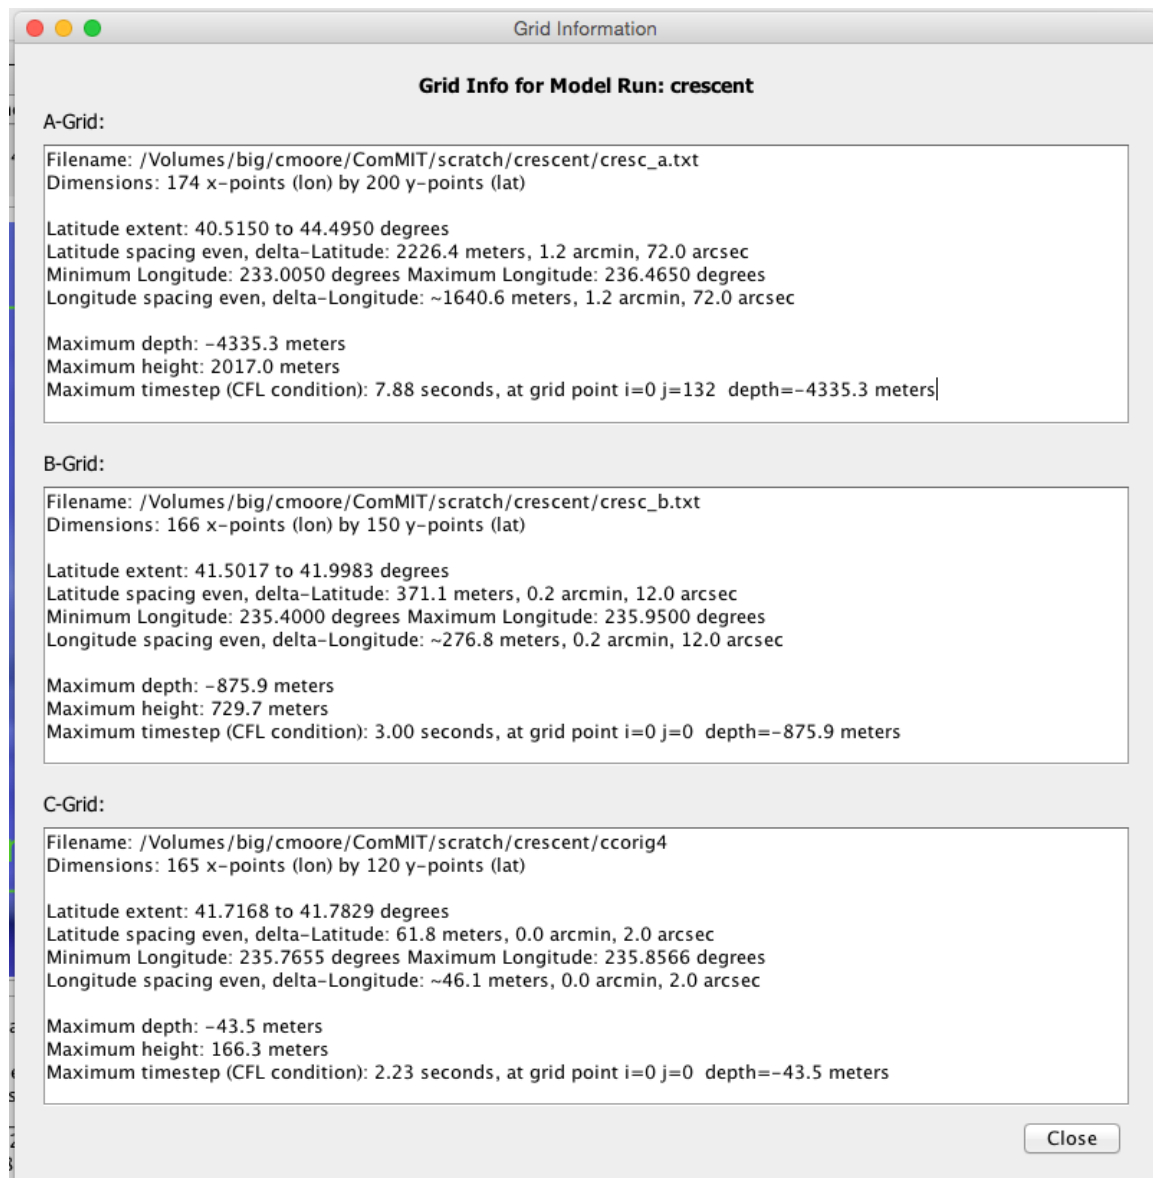 Grid Information
Grid Info for Model Run: crescent
A-Grid:
Filename: /Volumes/big/cmoore/ComMIT/scratch/crescent/cresc_a.txt
Dimensions: 174 x-points (lon) by 200 y-points (lat)
Latitude extent: 40.5150 to 44.4950 degrees
Latitude spacing even, delta-Latitude: 2226.4 meters, 1.2 arcmin, 72.0 arcsec
Minimum Longitude: 233.0050 degrees Maximum Longitude: 236.4650 degrees
Longitude spacing even, delta-Longitude: ~1640.6 meters, 1.2 arcmin, 72.0 arcsec
Maximum depth: -4335.3 meters
Maximum height: 2017.0 meters
Maximum timestep (CFL condition): 7.88 seconds, at grid point i=0 j=132  depth=-4335.3 meters
B-Grid:
Filename: /Volumes/big/cmoore/ComMIT/scratch/crescent/cresc_b.txt
Dimensions: 166 x-points (lon) by 150 y-points (lat)
Latitude extent: 41.5017 to 41.9983 degrees
Latitude spacing even, delta-Latitude: 371.1 meters, 0.2 arcmin, 12.0 arcsec
Minimum Longitude: 235.4000 degrees Maximum Longitude: 235.9500 degrees
Longitude spacing even, delta-Longitude: ~276.8 meters, 0.2 arcmin, 12.0 arcsec
Maximum depth: -875.9 meters
Maximum height: 729.7 meters
Maximum timestep (CFL condition): 3.00 seconds, at grid point i=0 j=0  depth=-875.9 meters
C-Grid:
Filename: /Volumes/big/cmoore/ComMIT/scratch/crescent/ccorig4
Dimensions: 165 x-points (lon) by 120 y-points (lat)
Latitude extent: 41.7168 to 41.7829 degrees
Latitude spacing even, delta-Latitude: 61.8 meters, 0.0 arcmin, 2.0 arcsec
Minimum Longitude: 235.7655 degrees Maximum Longitude: 235.8566 degrees
Longitude spacing even, delta-Longitude: ~46.1 meters, 0.0 arcmin, 2.0 arcsec
Maximum depth: -43.5 meters
Maximum height: 166.3 meters
Maximum timestep (CFL condition): 2.23 seconds, at grid point i=0 j=0  depth=-43.5 meters
Close